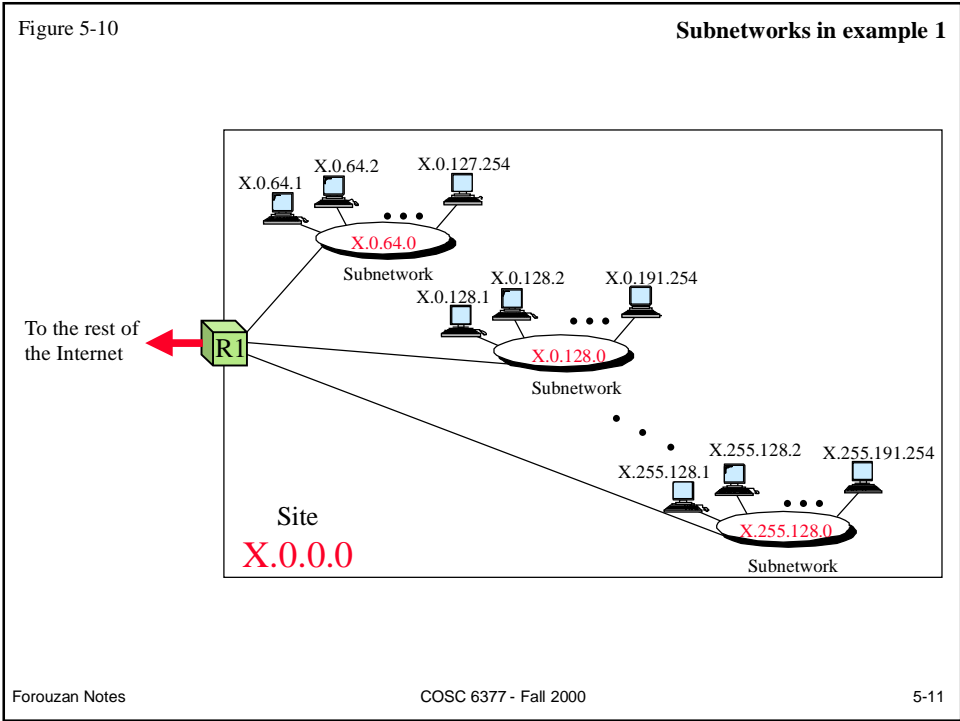 Figure 5-10
Subnetworks in example 1
X.0.64.1
X.0.64.2
X.0.127.254
X.0.64.0
Subnetwork
X.0.128.1
X.0.128.2
X.0.191.254
X.0.128.0
Subnetwork
To the rest of
the Internet
R1
X.255.128.1
X.255.128.2
X.255.191.254
X.255.128.0
Subnetwork
Site
X.0.0.0
Forouzan Notes
COSC 6377 - Fall 2000
5-11